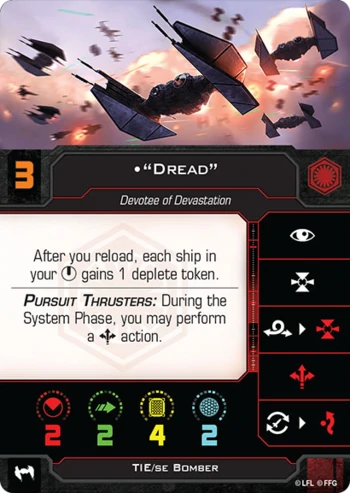 3
•"Dread"
Devotee of Devastation
After you reload, each ship in
your gains 1 deplete token.
Pursuit Thrusters: During the
System Phase, you may perform
a action.
2 2 4 2
TIE/se Bomber
©LFL ©FFG